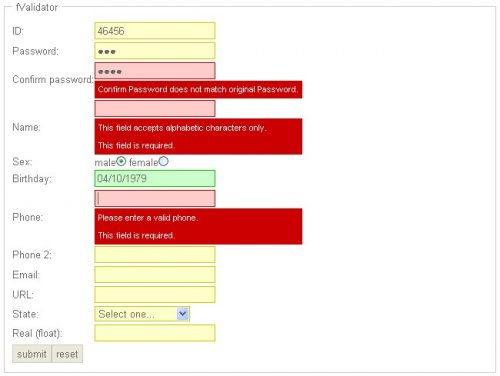 fValidator
ID: 46456
Password: •••
Confirm password: ••••
Confirm Password does not match original Password.
Name:
This field accepts alphabetic characters only.
This field is required.
Sex: male female
Birthday: 04/10/1979
Phone:
Please enter a valid phone.
This field is required.
Phone 2:
Email:
URL:
State: Select one...
Real (float):
submit reset